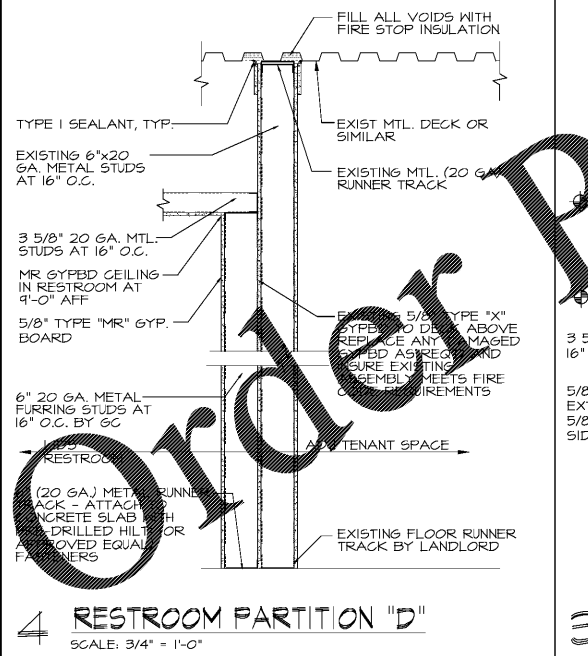 FILL ALL VOIDS WITH
FIRE STOP INSULATION
TYPE 1 SEALANT, TYP.
EXIST MTL. DECK OR
SIMILAR
EXISTING 6"x20
GA. METAL STUDS
AT 16" O.C.
EXISTING MTL. (20 GA)
RUNNER TRACK
3 5/8" 20 GA. MTL.
STUDS AT 16" O.C.
MR GYPBD CEILING
IN RESTROOM AT
9'-0" AFF
5/8" TYPE "MR" GYP.
BOARD
EXISTING 5/8" TYPE "X"
GYPBD TO DECK ABOVE
REPLACE ANY DAMAGED
GYPBD AS REQ'D AND
INSURE EXISTING
ASSEMBLY MEETS FIRE
CODE REQUIREMENTS
6" 20 GA. METAL
FURRING STUDS AT
16" O.C. BY GC
RESTROOM
TENANT SPACE
(20 GA.) METAL RUNNER
TRACK - ATTACH TO
CONCRETE SLAB WITH
PRE-DRILLED HILTI OR
APPROVED EQUAL
FASTENERS
EXISTING FLOOR RUNNER
TRACK BY LANDLORD
4 RESTROOM PARTITION "D"
SCALE: 3/4" = 1'-0"
Order P
3 5
16"
5/8
EXT
5/8
SID
3